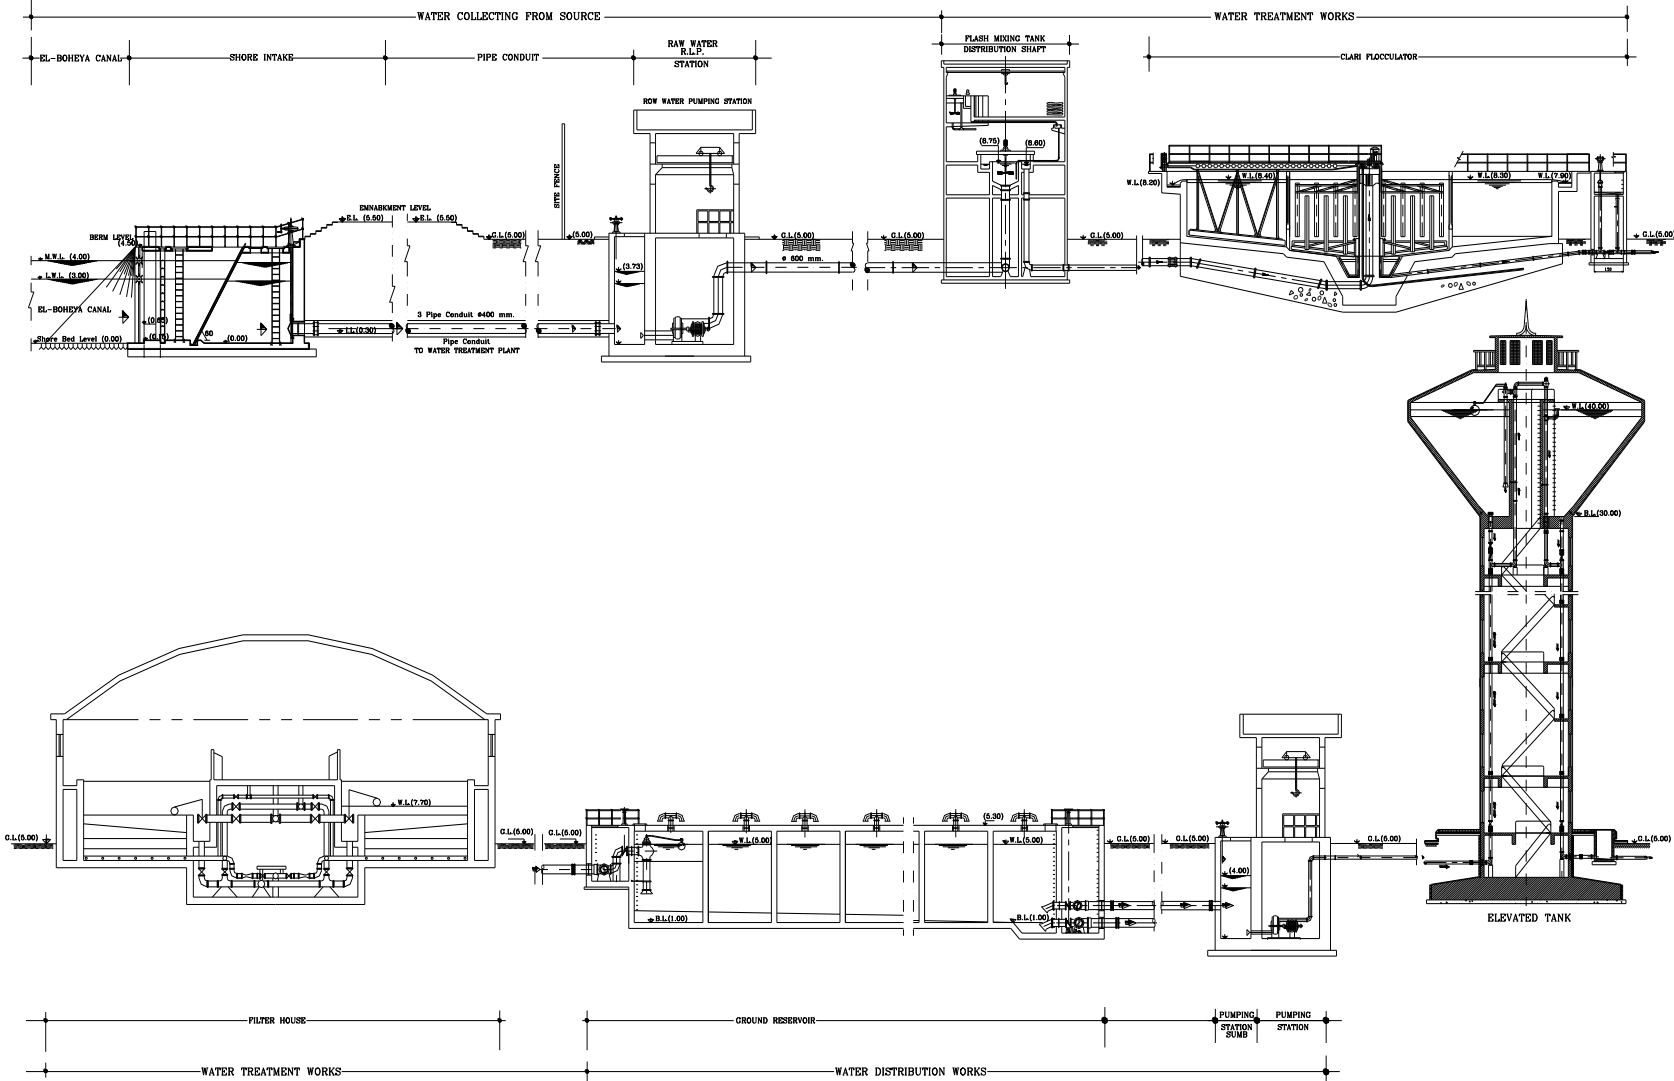 WATER COLLECTING FROM SOURCE
WATER TREATMENT WORKS
EL-BOHEYA CANAL
SHORE INTAKE
PIPE CONDUIT
RAW WATER
R.L.P.
STATION
FLASH MIXING TANK
DISTRIBUTION SHAFT
CLARI FLOCCULATOR
ROW WATER PUMPING STATION
SITE FENCE
(8.75)
(8.60)
W.L.(8.20)
W.L.(8.40)
W.L.(8.30)
W.L.(7.90)
EMNABKMENT LEVEL
E.L. (5.50)
E.L. (5.50)
BERM LEVEL
(4.50)
G.L(5.00)
(5.00)
G.L(5.00)
G.L(5.00)
G.L(5.00)
G.L(5.00)
G.L(5.00)
M.W.L. (4.00)
L.W.L. (3.00)
(3.73)
ø 600 mm.
EL-BOHEYA CANAL
3 Pipe Conduit ø400 mm.
I.L(0.30)
60
(0.00)
Shore Bed Level (0.00)
Pipe Conduit
TO WATER TREATMENT PLANT
W.L(40.00)
B.L(30.00)
W.L(7.70)
G.L(5.00)
G.L(5.00)
G.L(5.00)
(5.30)
W.L(5.00)
W.L(5.00)
G.L(5.00)
G.L(5.00)
G.L(5.00)
G.L(5.00)
(4.00)
B.L(1.00)
B.L(1.00)
ELEVATED TANK
FILTER HOUSE
GROUND RESERVOIR
PUMPING
STATION
SUMB
PUMPING
STATION
WATER TREATMENT WORKS
WATER DISTRIBUTION WORKS